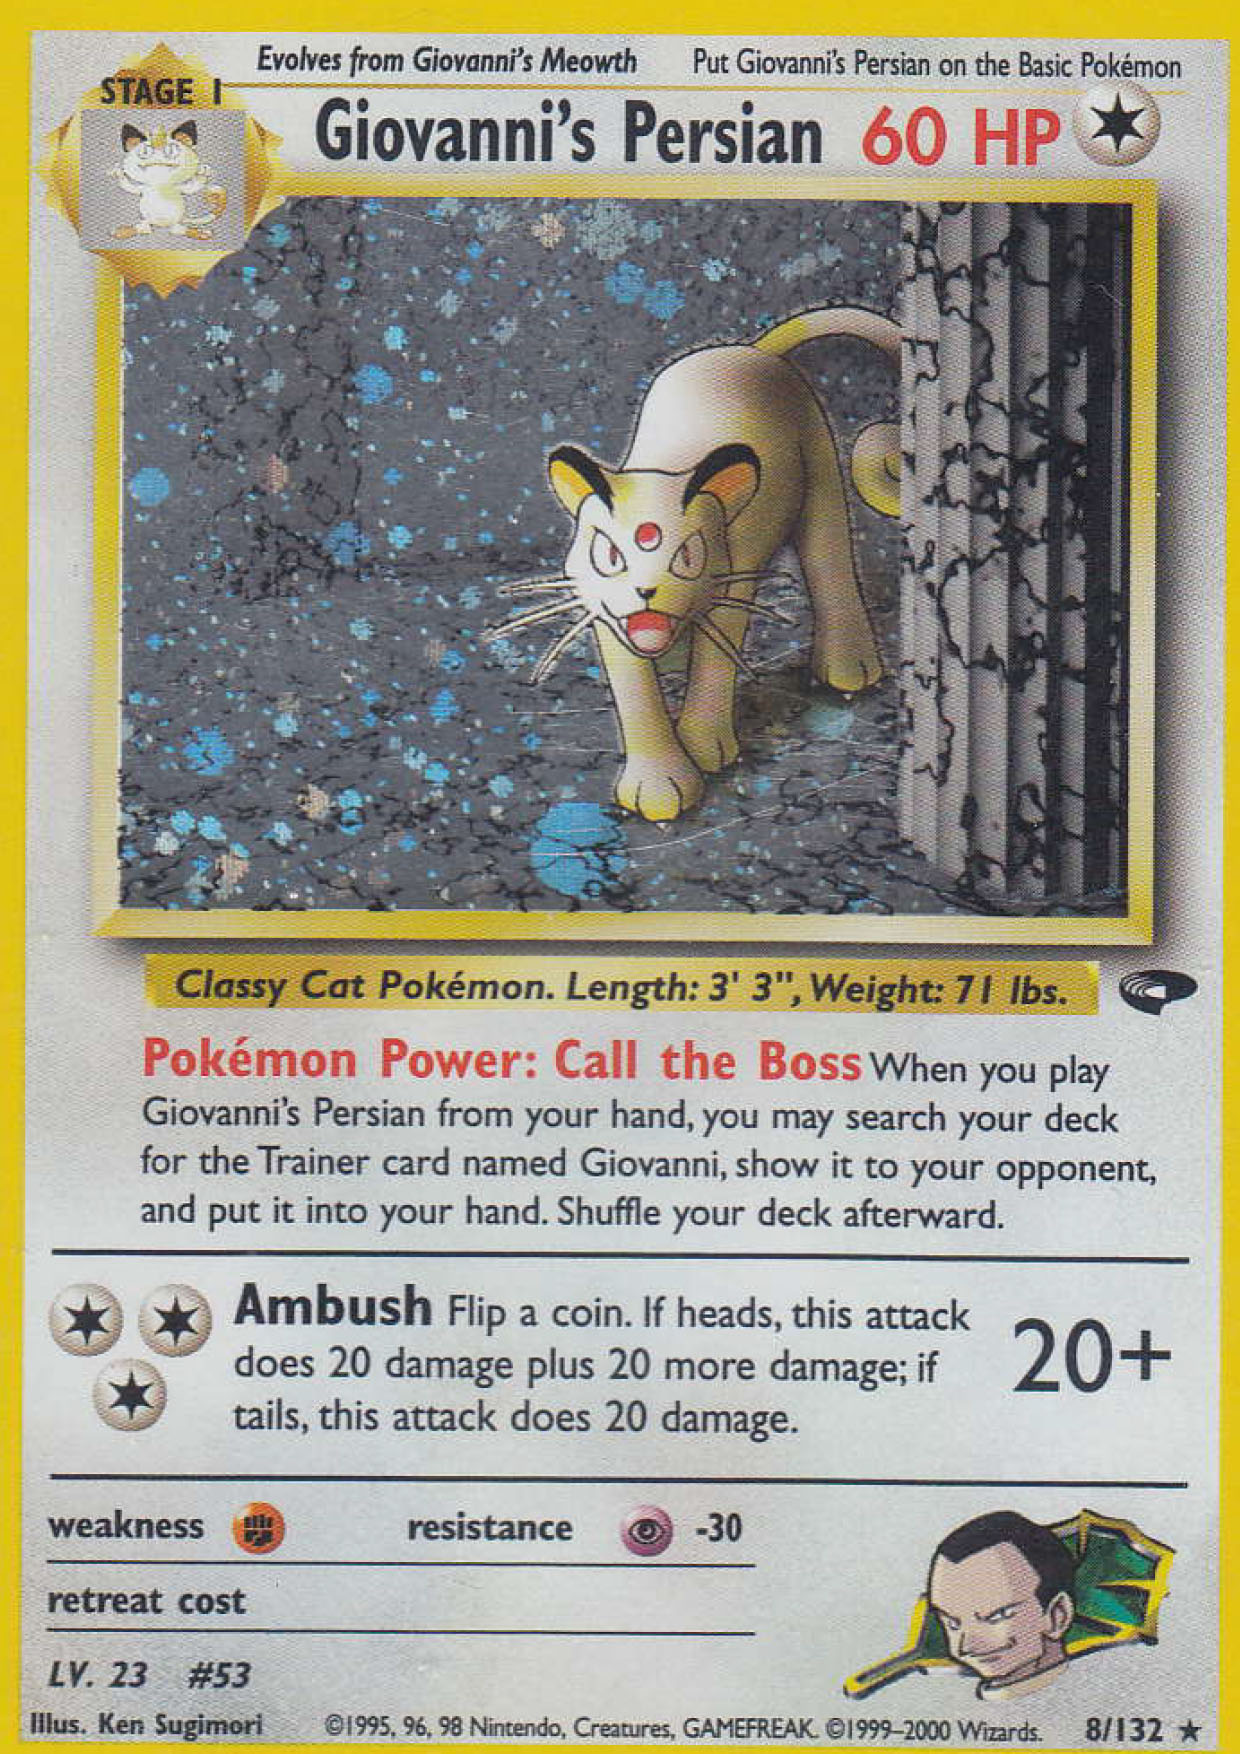 Evolves from Giovanni's Meowth Put Giovanni's Persian on the Basic Pokémon
STAGE 1
Giovanni's Persian 60 HP
Classy Cat Pokémon. Length: 3' 3", Weight: 71 lbs.
Pokémon Power: Call the Boss When you play
Giovanni's Persian from your hand, you may search your deck
for the Trainer card named Giovanni, show it to your opponent,
and put it into your hand. Shuffle your deck afterward.
Ambush Flip a coin. If heads, this attack
does 20 damage plus 20 more damage; if
tails, this attack does 20 damage.
20+
weakness resistance -30
retreat cost
LV. 23 #53
Illus. Ken Sugimori ©1995, 96, 98 Nintendo, Creatures, GAMEFREAK. ©1999–2000 Wizards. 8/132 ★